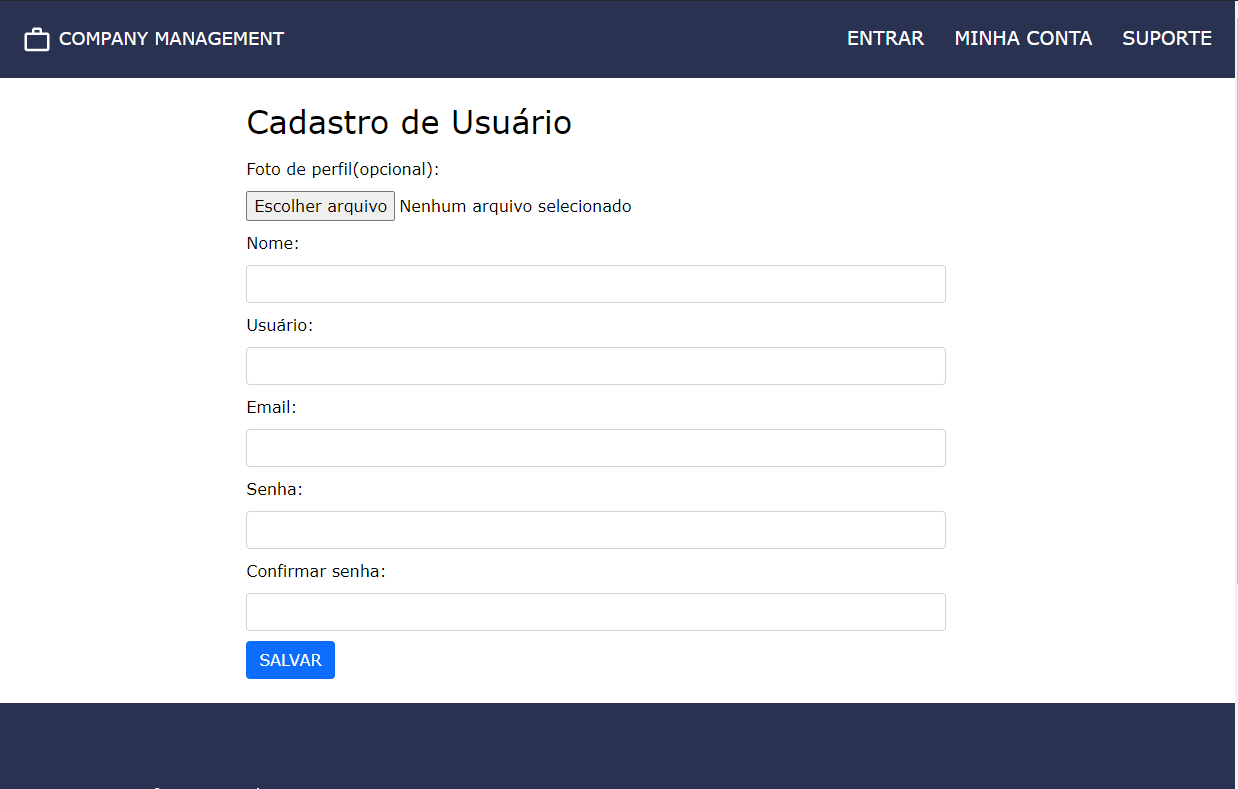 COMPANY MANAGEMENT ENTRAR MINHA CONTA SUPORTE
Cadastro de Usuário
Foto de perfil(opcional):
Escolher arquivo Nenhum arquivo selecionado
Nome:
Usuário:
Email:
Senha:
Confirmar senha:
SALVAR